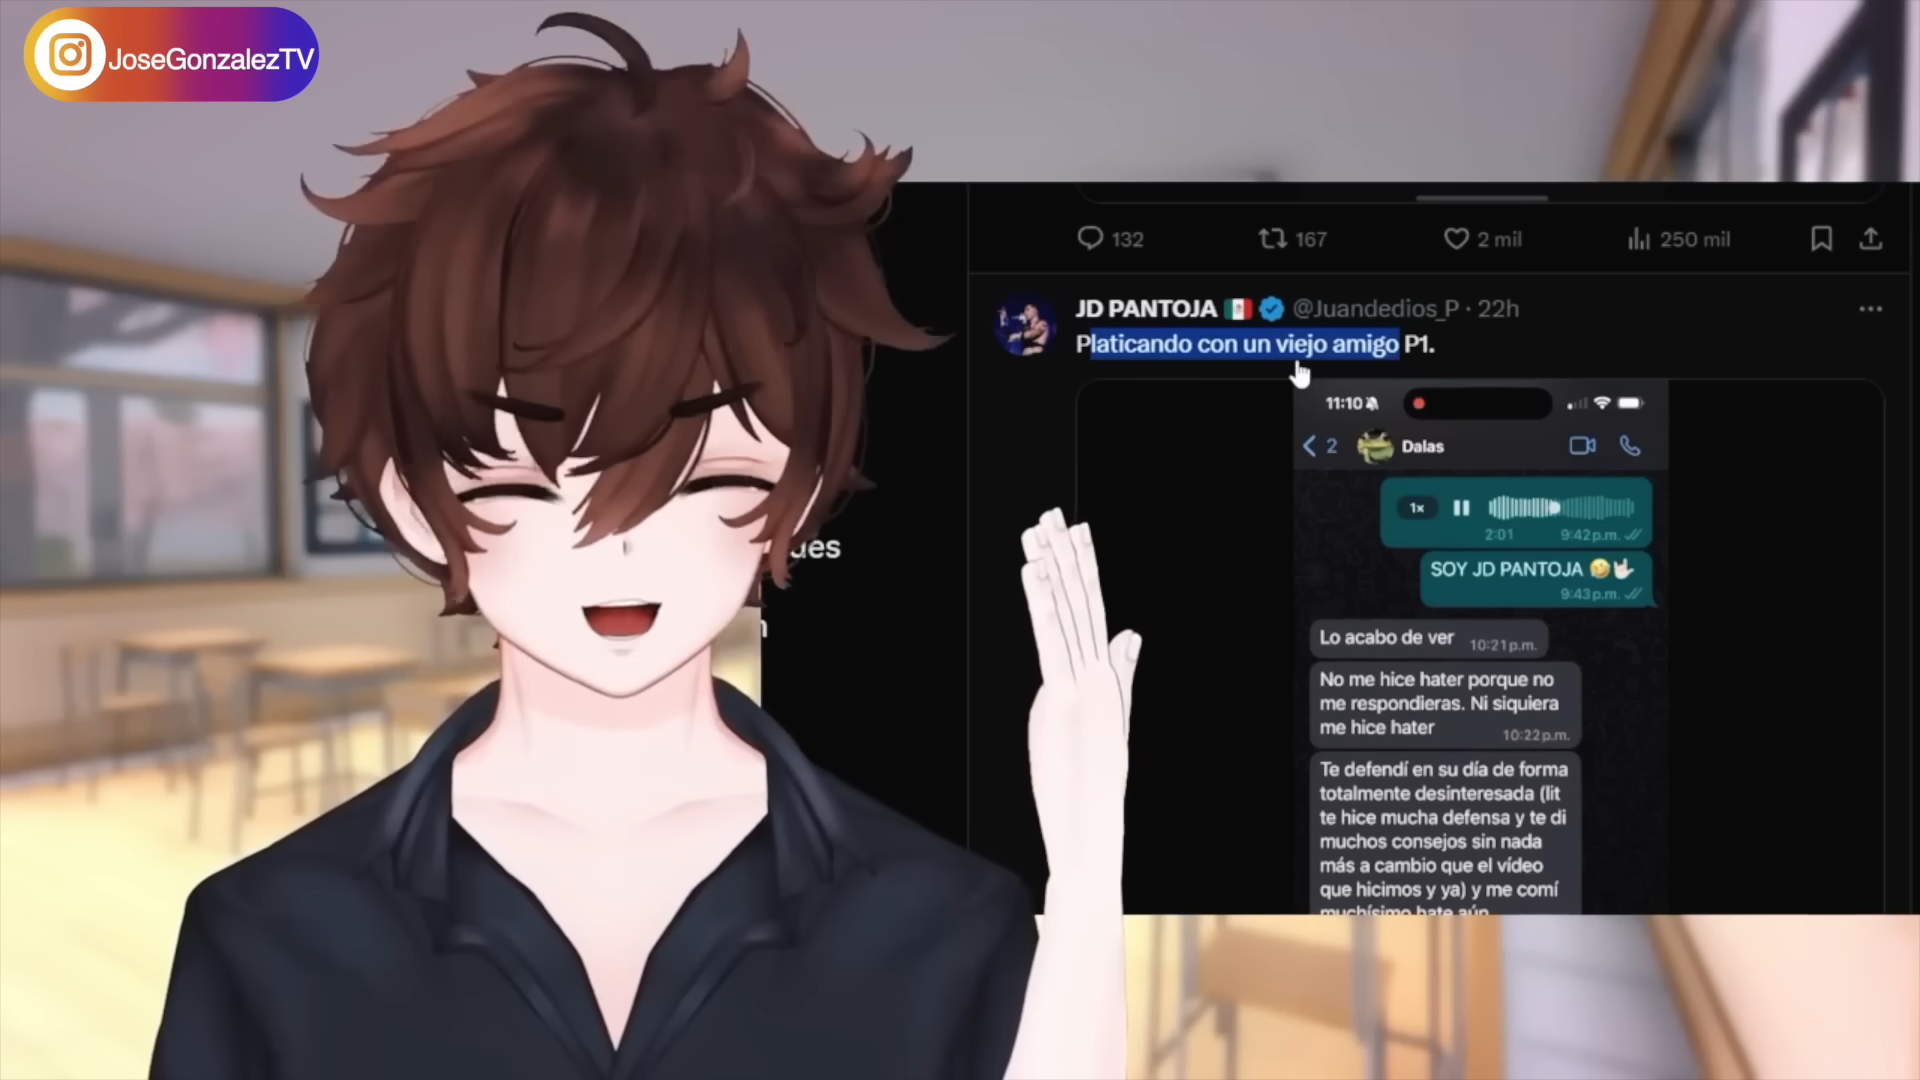 JoseGonzalezTV
132 167 2 mil 250 mil
JD PANTOJA @Juandedios_P · 22h
Platicando con un viejo amigo P1.
11:10
2 Dalas
1x
2:01 9:42 p.m.
SOY JD PANTOJA
9:43 p.m.
Lo acabo de ver 10:21 p.m.
No me hice hater porque no
me respondieras. Ni siquiera
me hice hater 10:22 p.m.
Te defendí en su día de forma
totalmente desinteresada (lit
te hice mucha defensa y te di
muchos consejos sin nada
más a cambio que el vídeo
que hicimos y ya) y me comí
muchísimo hate aún